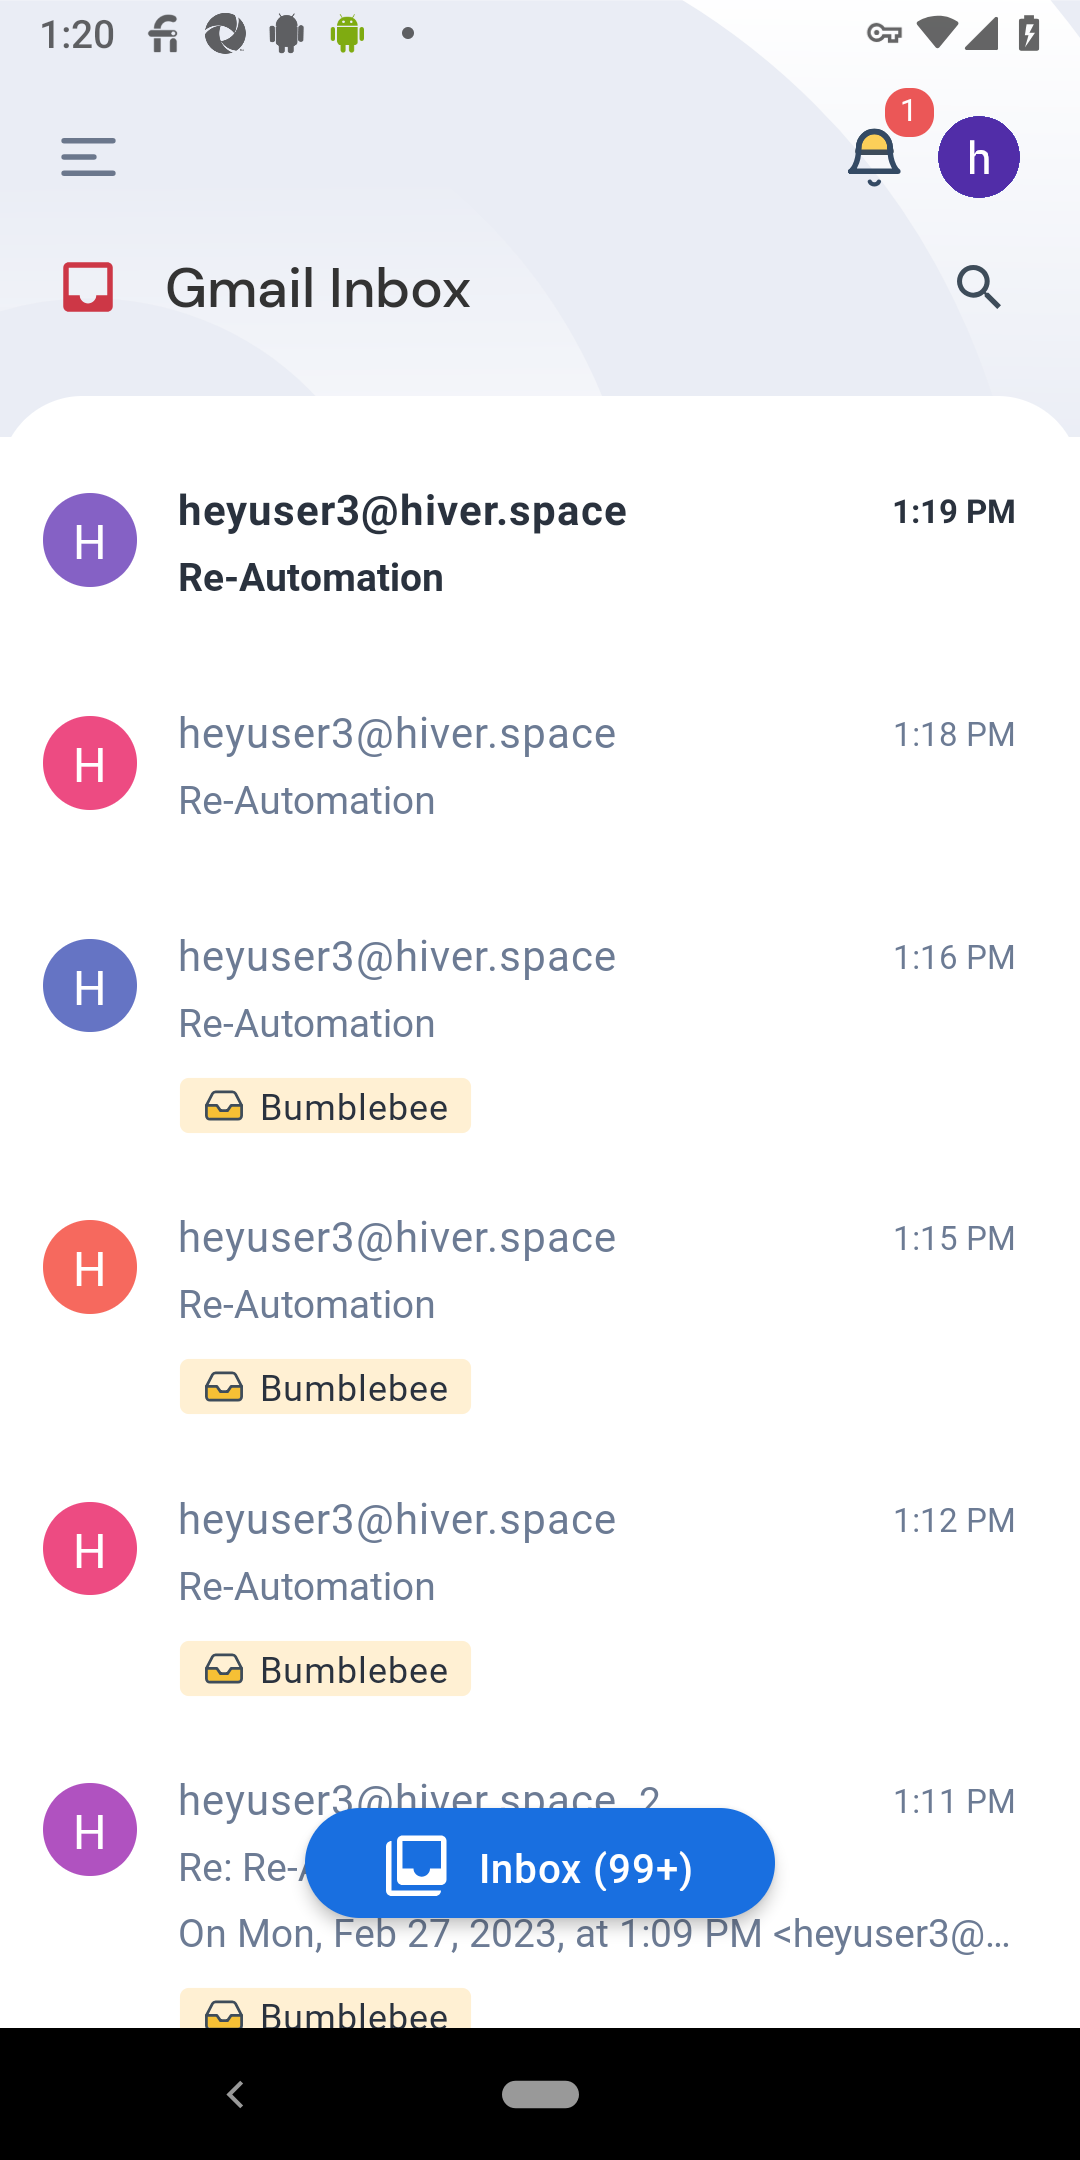 1:20
1
h
Gmail Inbox
H
heyuser3@hiver.space
1:19 PM
Re-Automation
H
heyuser3@hiver.space
1:18 PM
Re-Automation
H
heyuser3@hiver.space
1:16 PM
Re-Automation
Bumblebee
H
heyuser3@hiver.space
1:15 PM
Re-Automation
Bumblebee
H
heyuser3@hiver.space
1:12 PM
Re-Automation
Bumblebee
H
heyuser3@hiver.space 2
1:11 PM
Re: Re-A
Inbox (99+)
On Mon, Feb 27, 2023, at 1:09 PM <heyuser3@...
Bumblebee